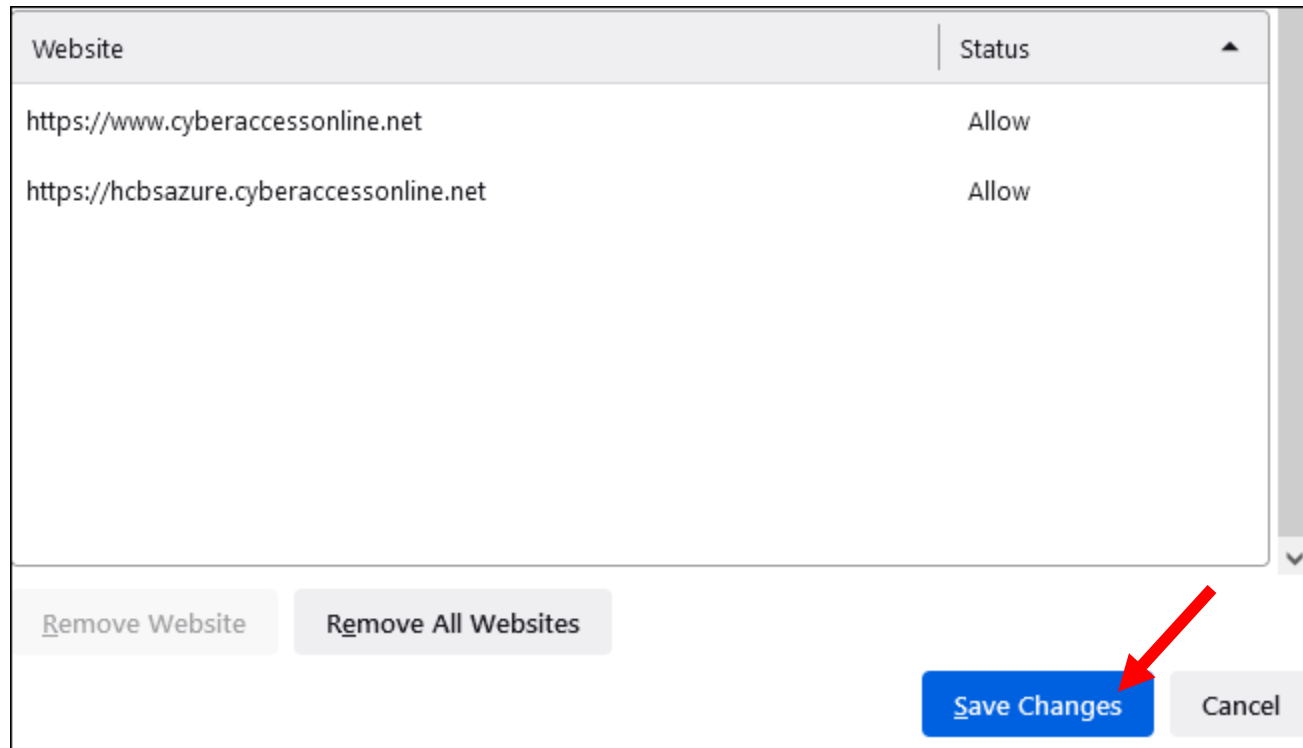 Website Status
https://www.cyberaccessonline.net Allow
https://hcbsazure.cyberaccessonline.net Allow
Remove Website Remove All Websites
Save Changes Cancel